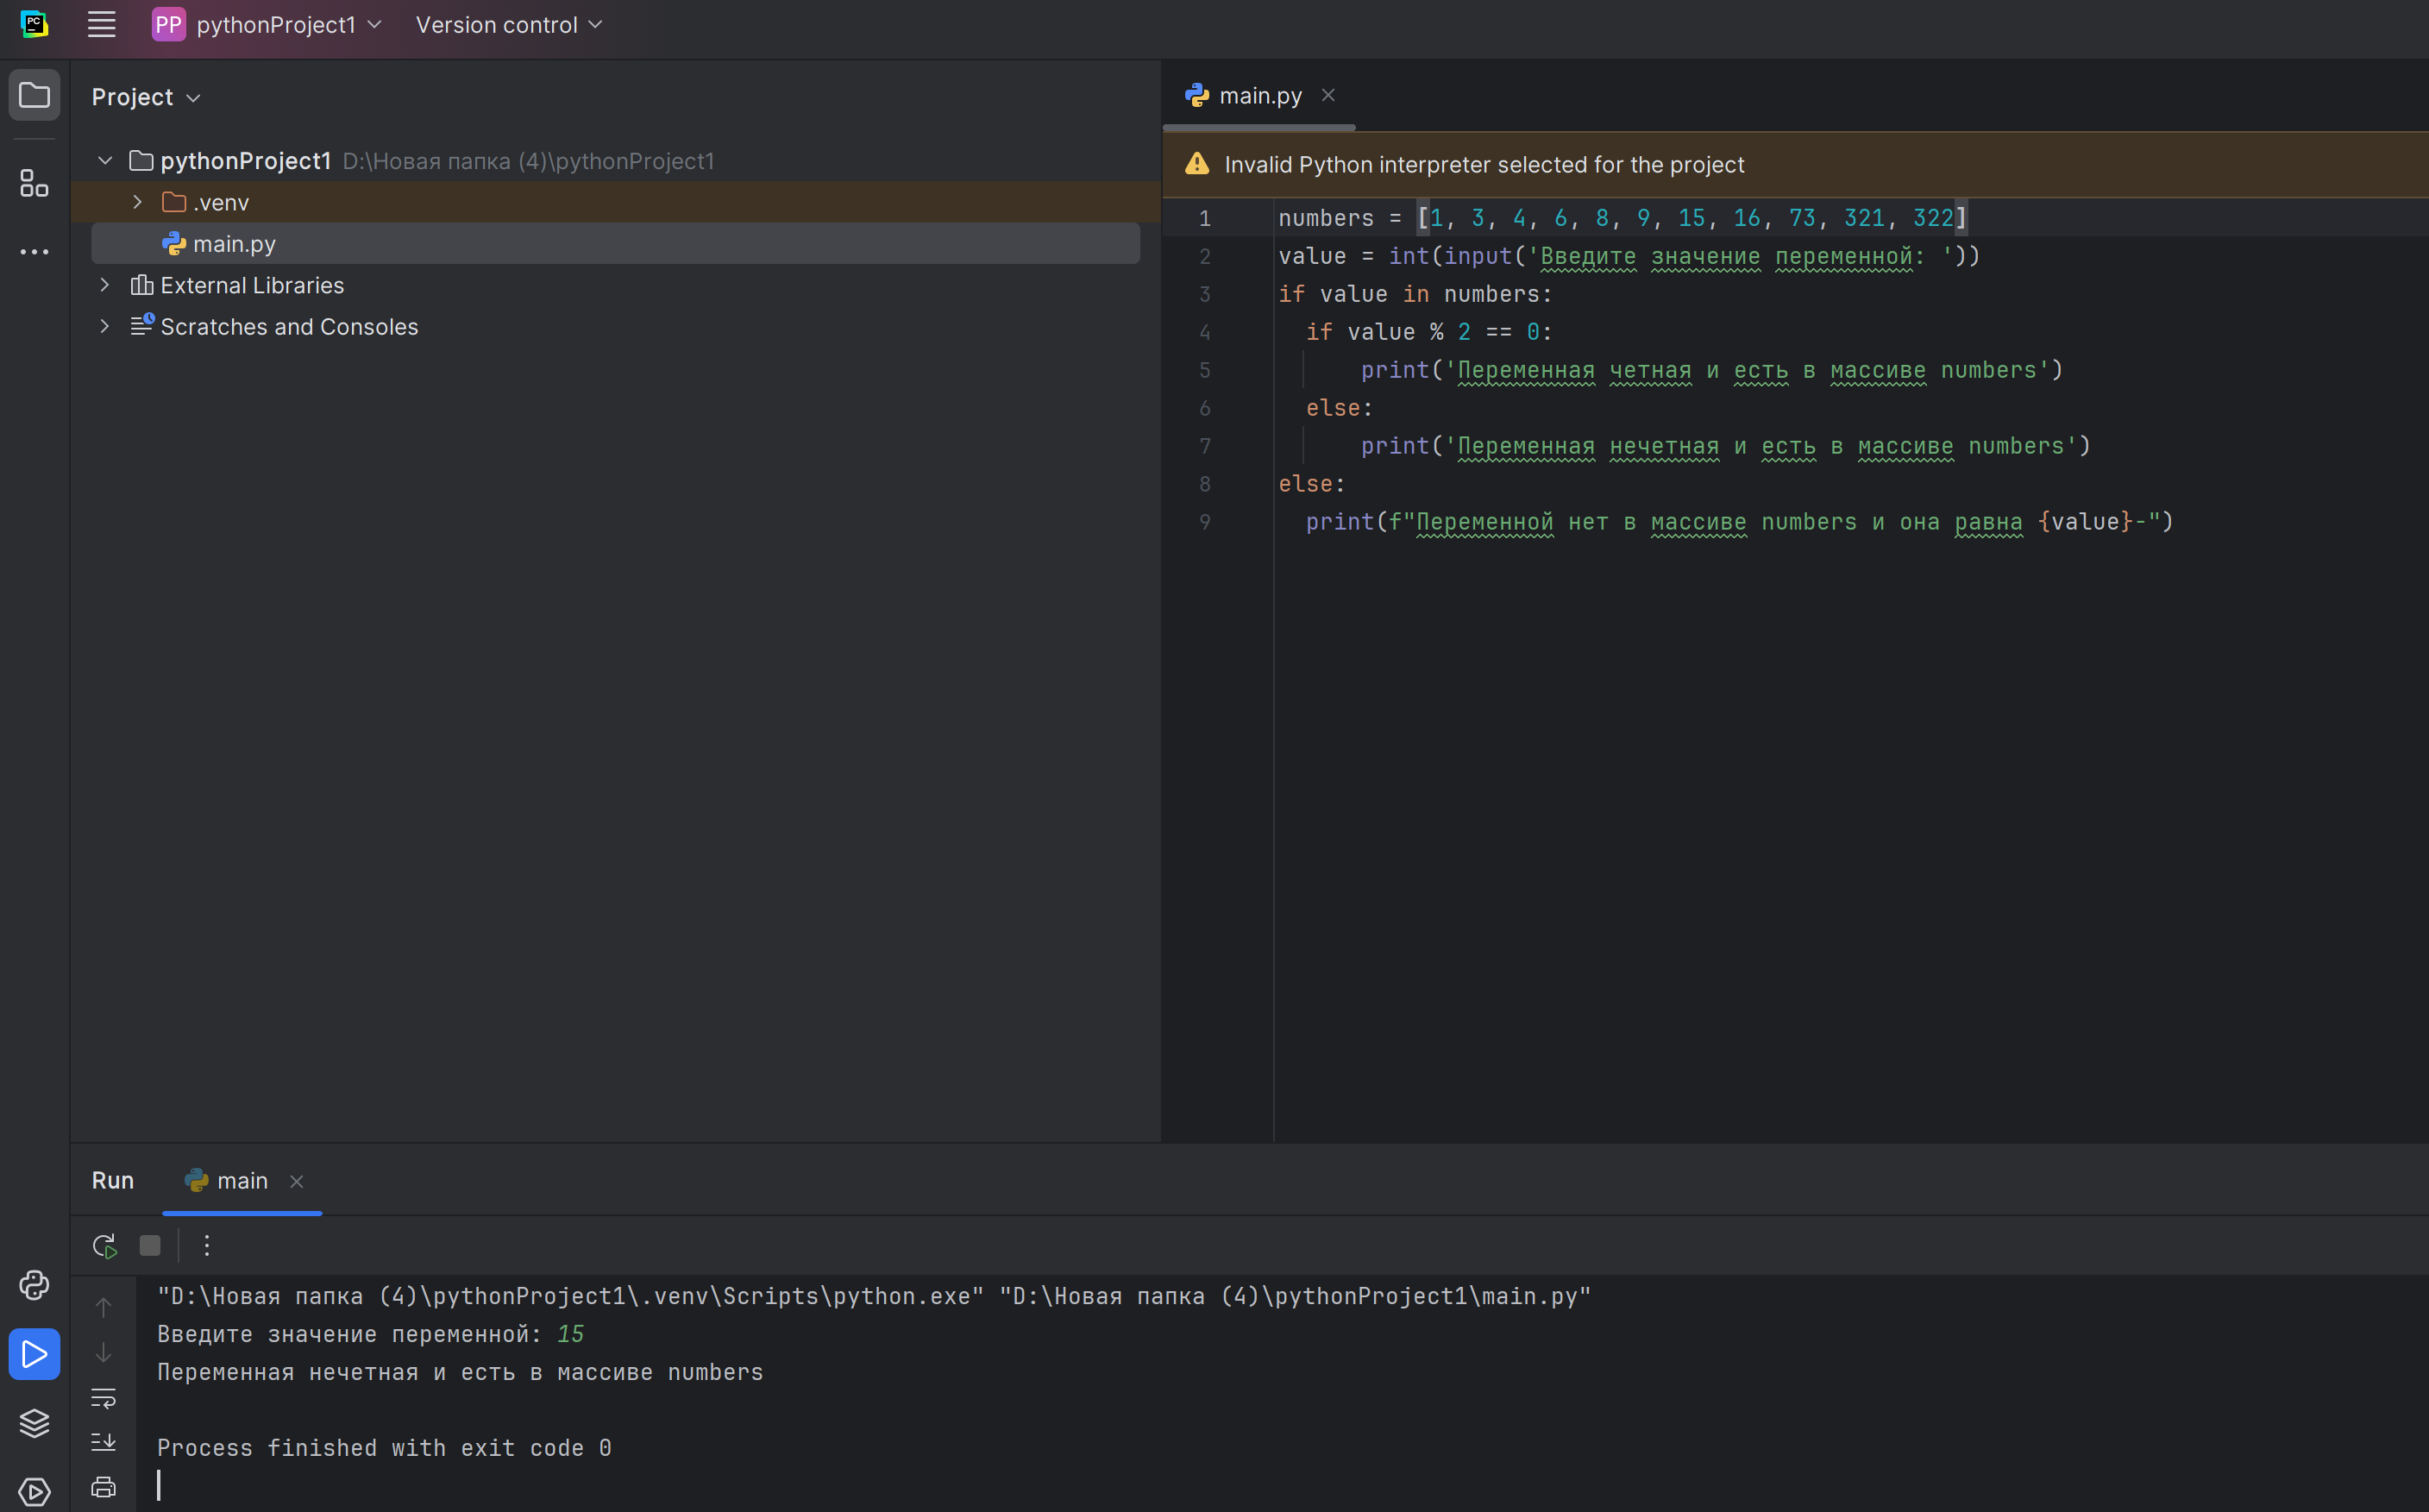 PC
PP pythonProject1 Version control
Project
main.py
pythonProject1 D:\Новая папка (4)\pythonProject1
.venv
main.py
External Libraries
Scratches and Consoles
Invalid Python interpreter selected for the project
1 numbers = [1, 3, 4, 6, 8, 9, 15, 16, 73, 321, 322]
2 value = int(input('Введите значение переменной: '))
3 if value in numbers:
4 if value % 2 == 0:
5 print('Переменная четная и есть в массиве numbers')
6 else:
7 print('Переменная нечетная и есть в массиве numbers')
8 else:
9 print(f"Переменной нет в массиве numbers и она равна {value}-")
Run main
"D:\Новая папка (4)\pythonProject1\.venv\Scripts\python.exe" "D:\Новая папка (4)\pythonProject1\main.py"
Введите значение переменной: 15
Переменная нечетная и есть в массиве numbers
Process finished with exit code 0